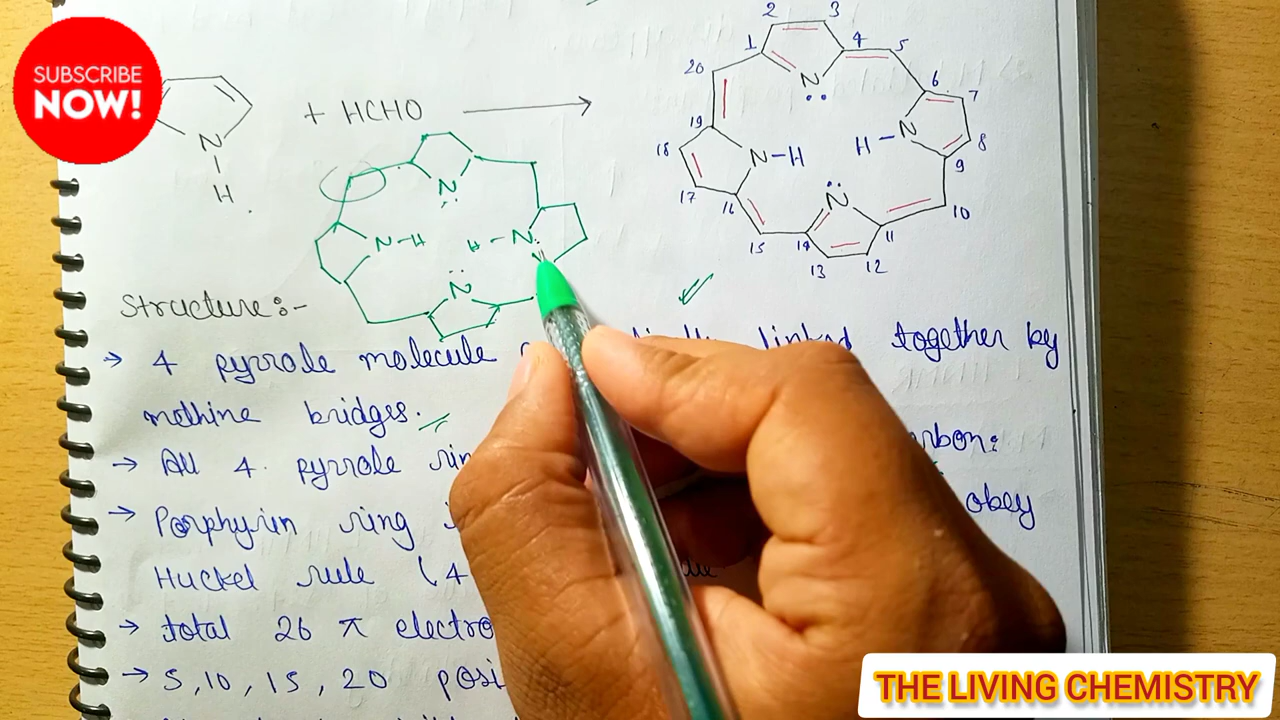 SUBSCRIBE
NOW!
+ HCHO
N
H
N
N-H
H-N
N
1 2 3 4 5 6 7 8 9 10 11 12 13 14 15 16 17 18 19 20
N
N-H
H-N
N
Structure:-
→ 4 pyrrole molecule linked together by
methine bridges.
→ All 4 pyrrole
→ Porphyrin ring obey
Huckel rule (4
→ total 26 π
→ 5, 10, 15, 20
THE LIVING CHEMISTRY